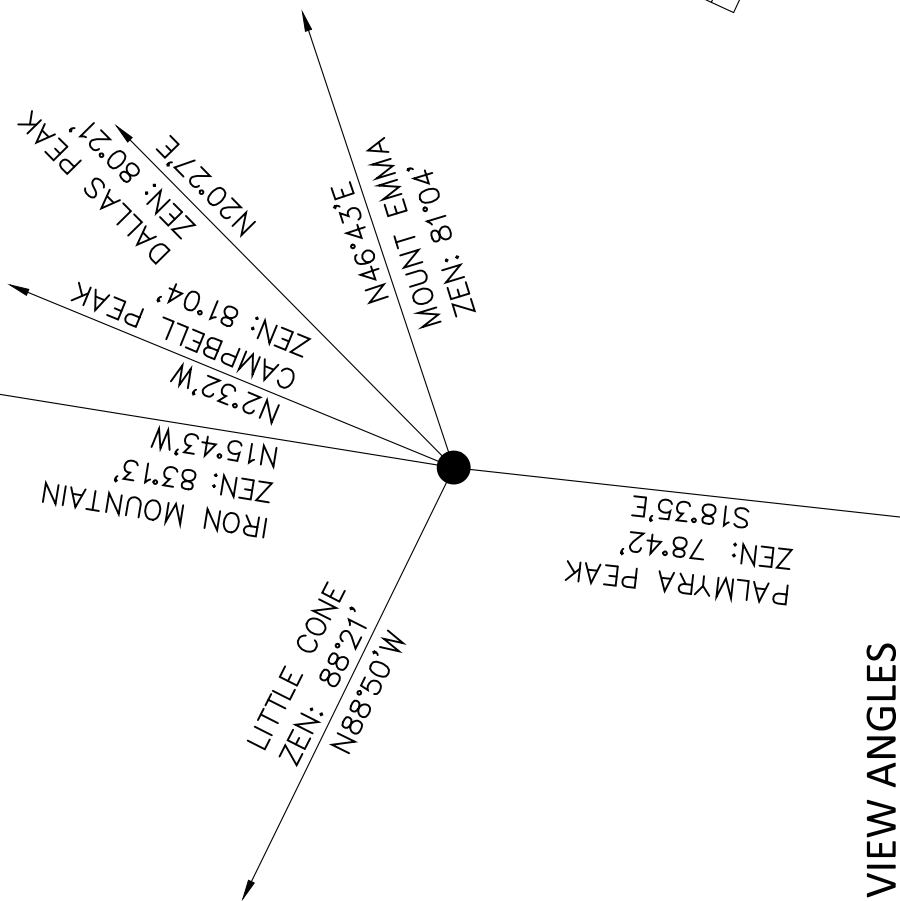 DALLAS PEAK
ZEN: 80°21'
N20°27'E
N46°43'E
MOUNT EMMA
ZEN: 81°04'
CAMPBELL PEAK
ZEN: 81°04'
N2°32'W
N15°43'W
ZEN: 83°13'
IRON MOUNTAIN
S18°35'E
ZEN: 78°42'
PALMYRA PEAK
LITTLE CONE
ZEN: 88°21'
N88°50'W
VIEW ANGLES